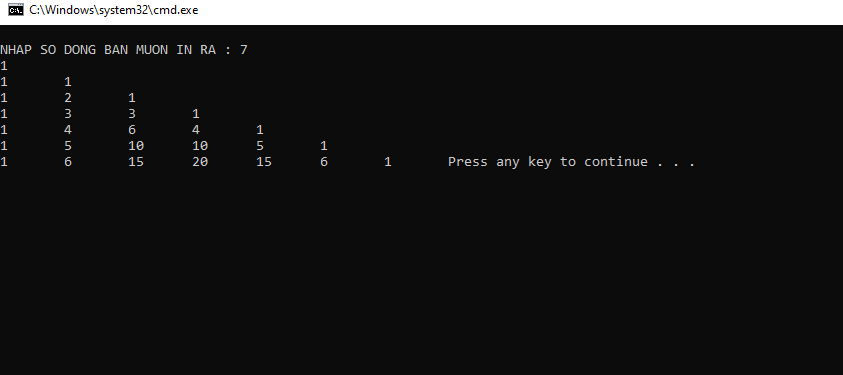 C:\Windows\system32\cmd.exe
NHAP SO DONG BAN MUON IN RA : 7
1
1 1
1 2 1
1 3 3 1
1 4 6 4 1
1 5 10 10 5 1
1 6 15 20 15 6 1 Press any key to continue . . .